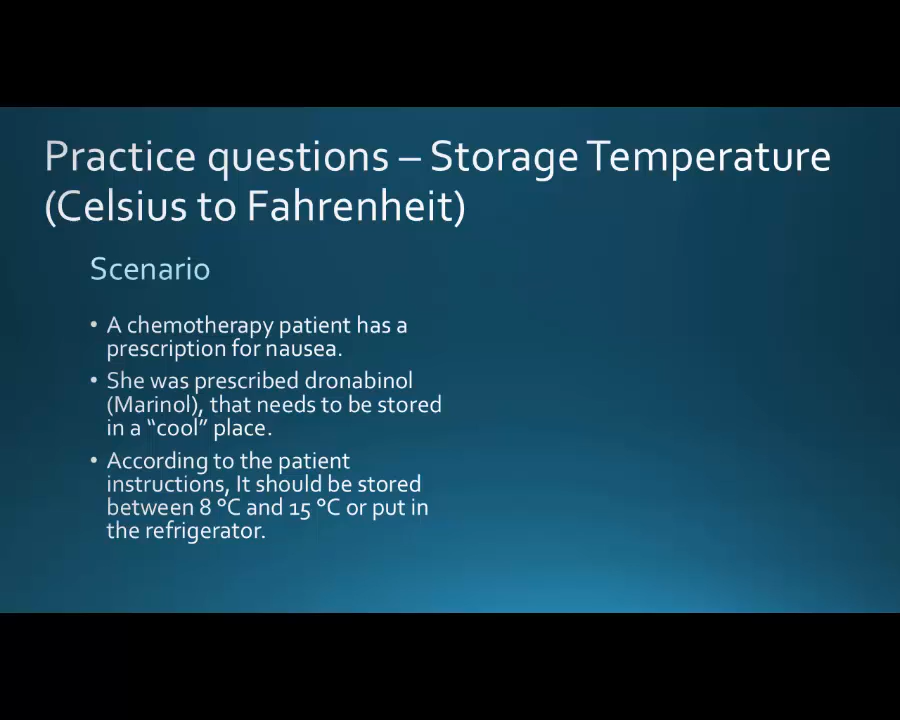 Practice questions – Storage Temperature
(Celsius to Fahrenheit)
Scenario
• A chemotherapy patient has a
prescription for nausea.
• She was prescribed dronabinol
(Marinol), that needs to be stored
in a “cool” place.
• According to the patient
instructions, It should be stored
between 8 °C and 15 °C or put in
the refrigerator.